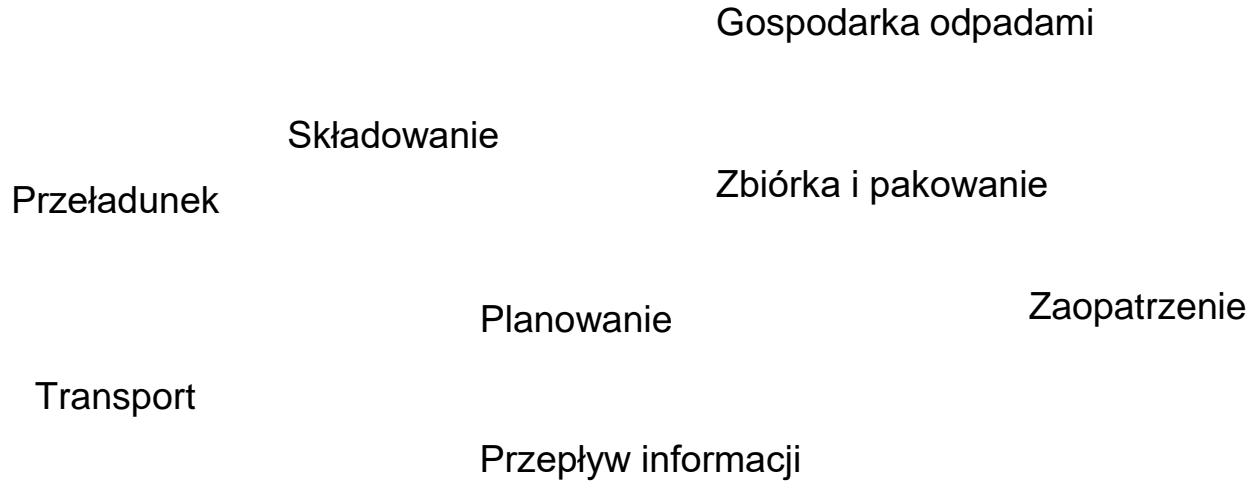 Gospodarka odpadami
Składowanie
Zbiórka i pakowanie
Przeładunek
Zaopatrzenie
Planowanie
Transport
Przepływ informacji